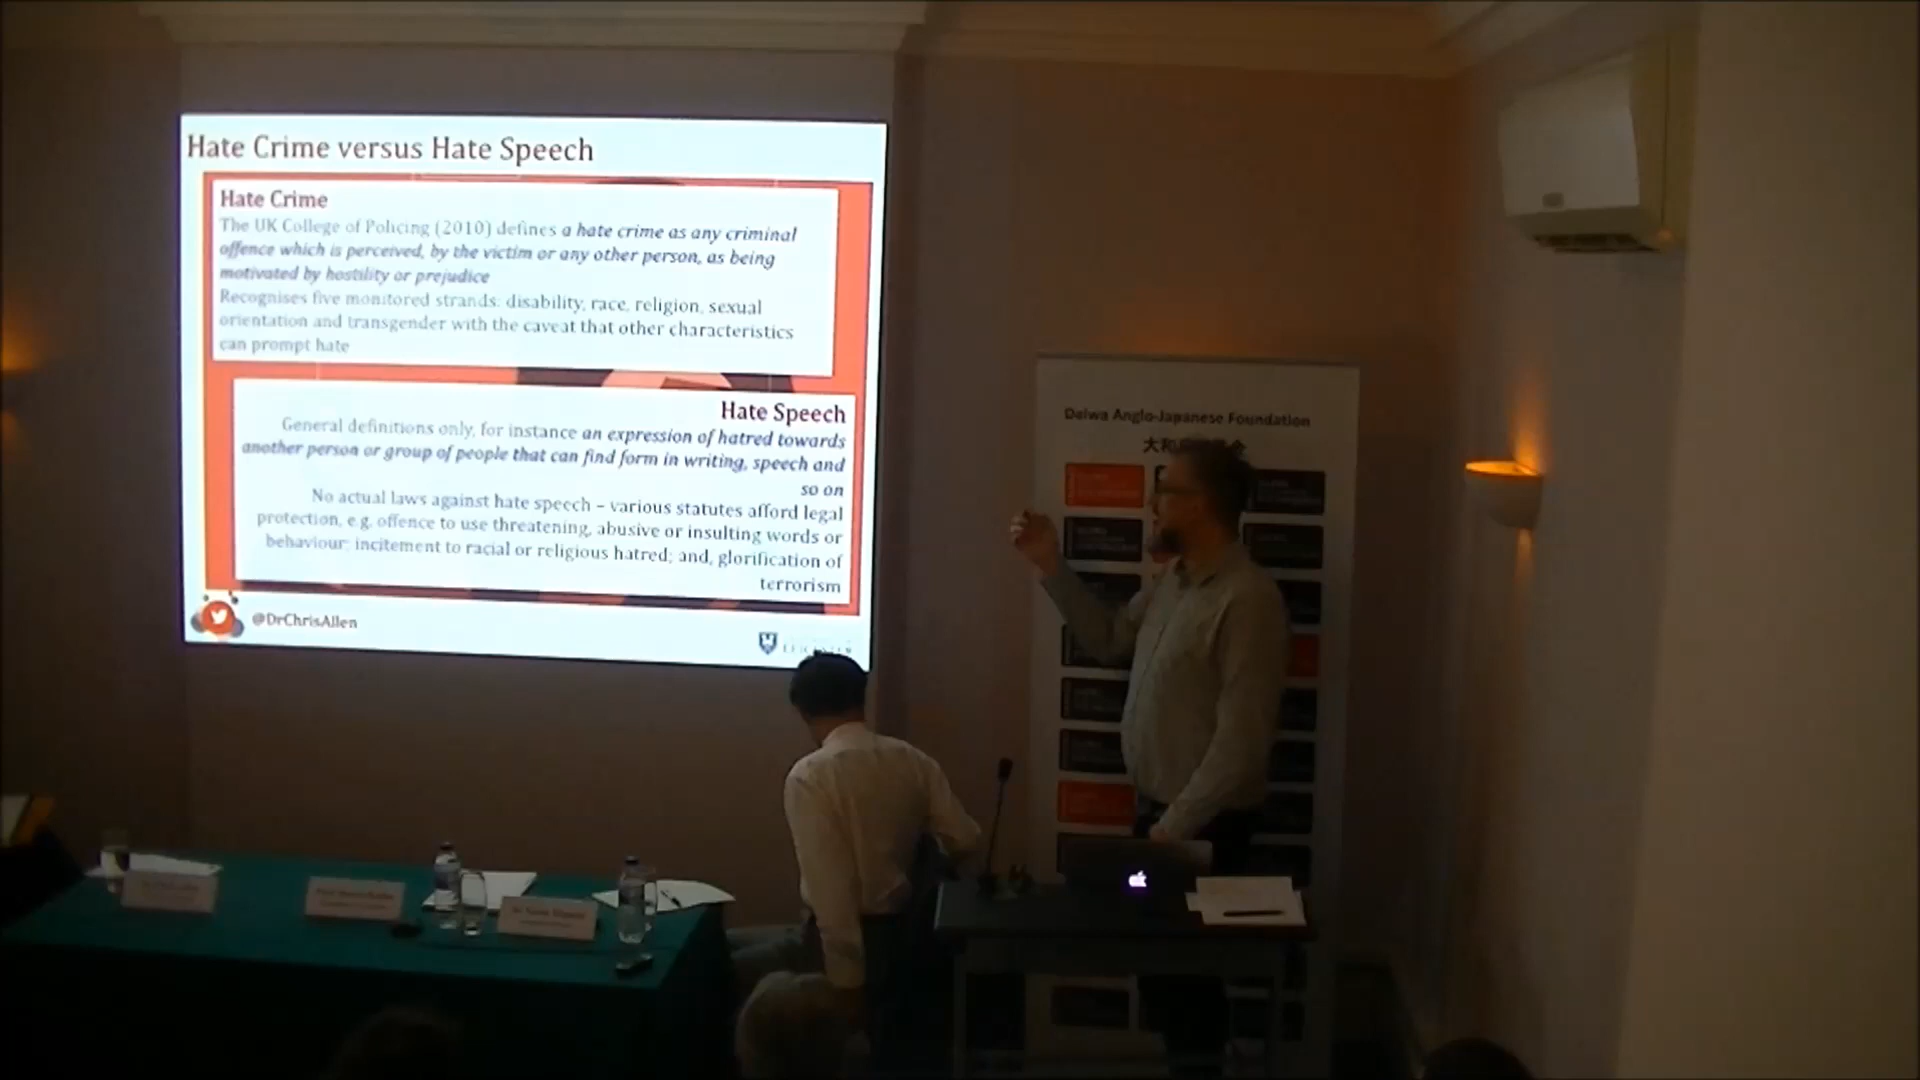 Hate Crime versus Hate Speech
Hate Crime
The UK College of Policing (2010) defines a hate crime as any criminal
offence which is perceived, by the victim or any other person, as being
motivated by hostility or prejudice
Recognises five monitored strands: disability, race, religion, sexual
orientation and transgender with the caveat that other characteristics
can prompt hate
Hate Speech
General definitions only, for instance an expression of hatred towards
another person or group of people that can find form in writing, speech and
so on
No actual laws against hate speech – various statutes afford legal
protection, e.g. offence to use threatening, abusive or insulting words or
behaviour; incitement to racial or religious hatred; and, glorification of
terrorism
@DrChrisAllen
Daiwa Anglo-Japanese Foundation
大和